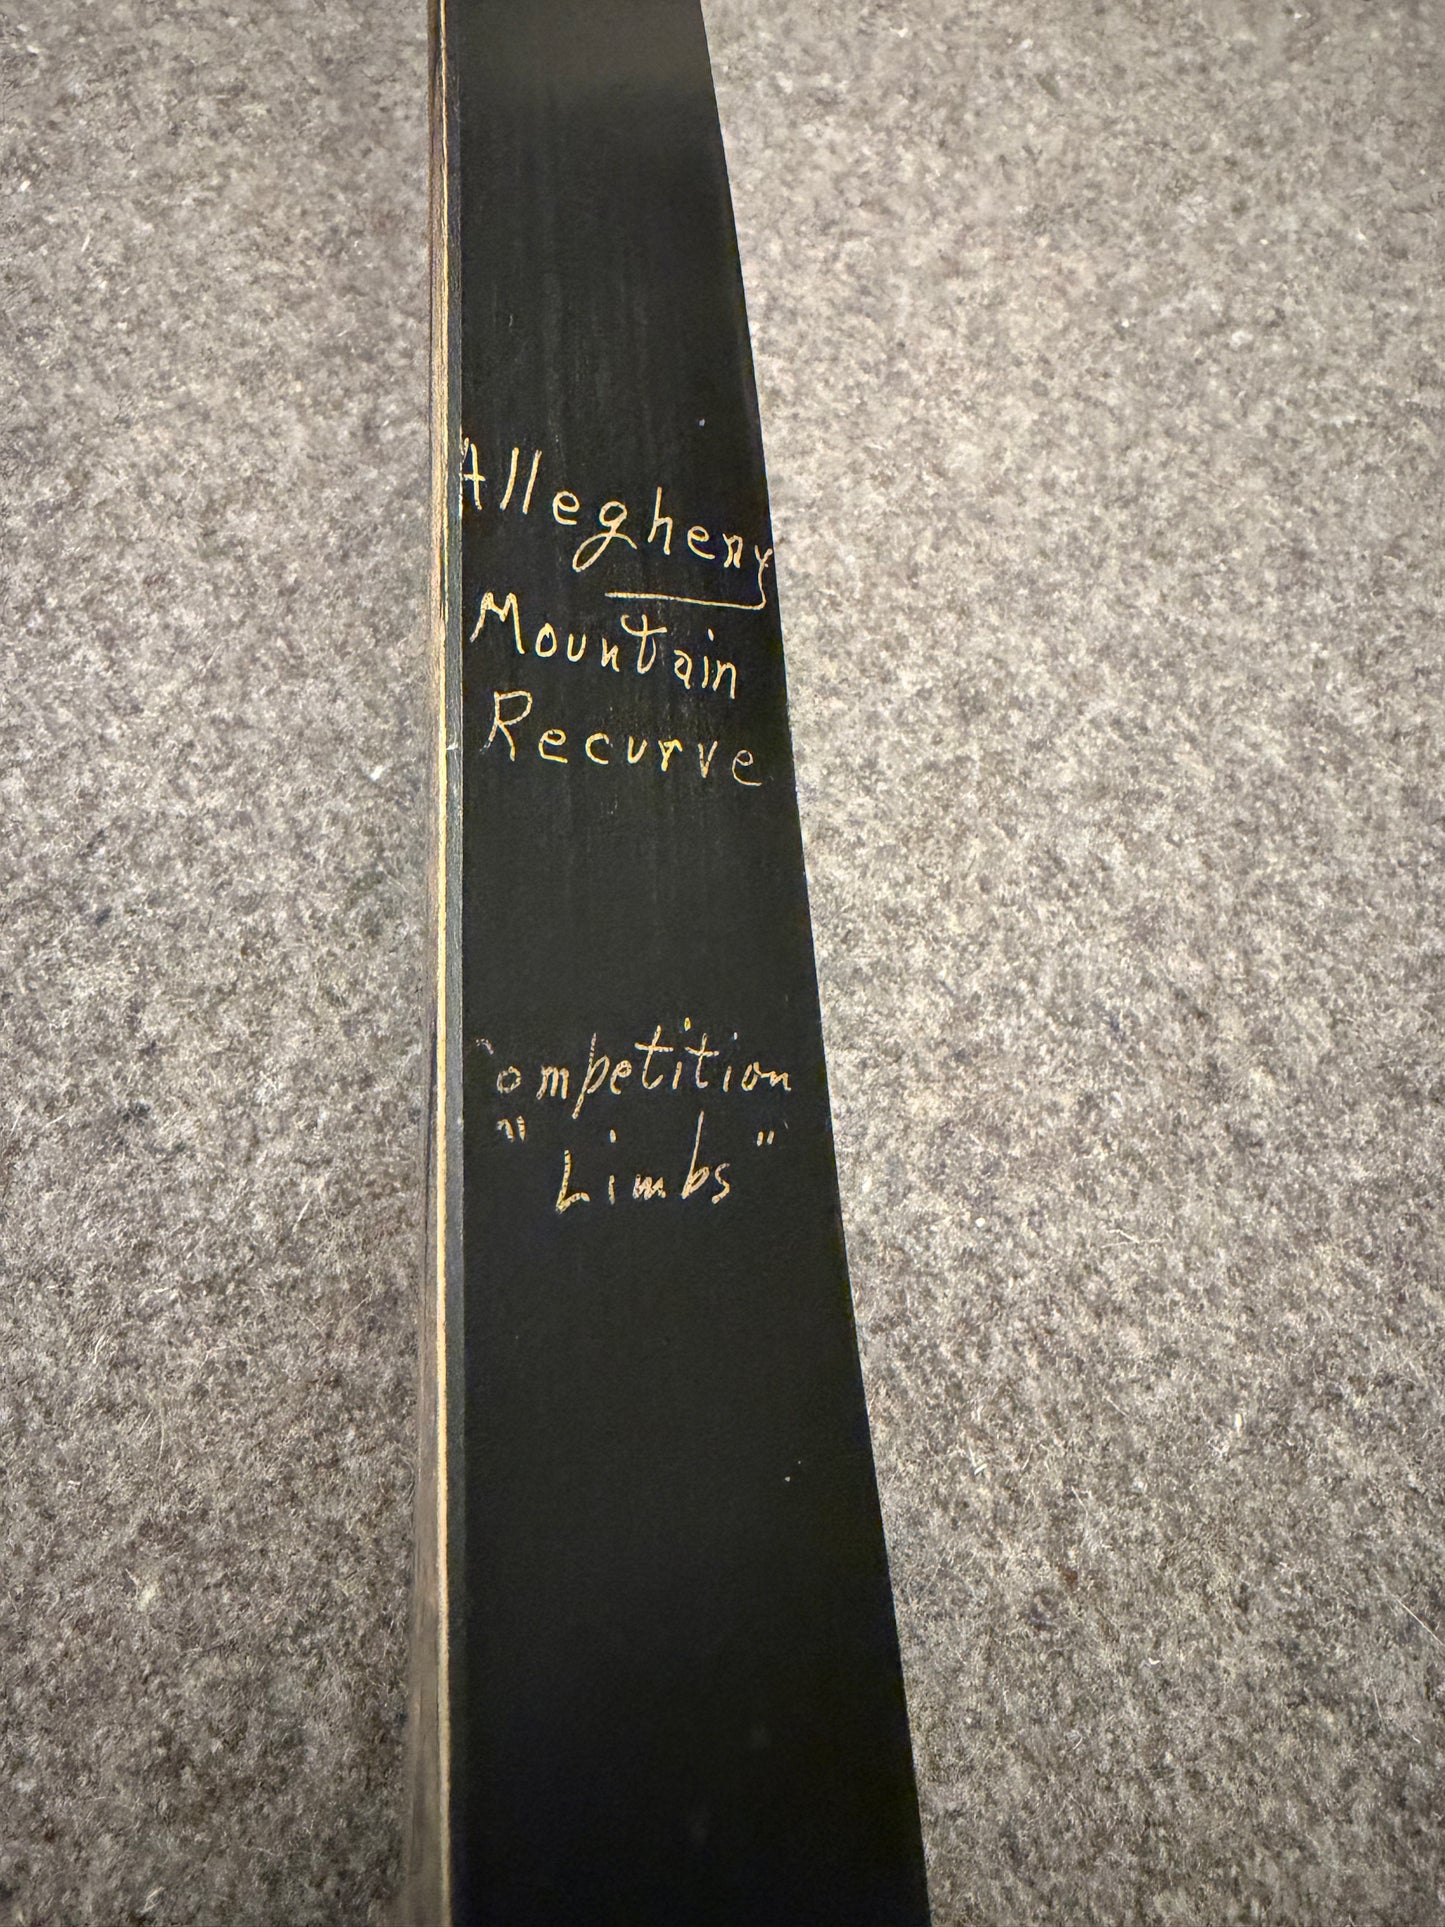 Allegheny
Mountain
Recurve
Competition
" Limbs "